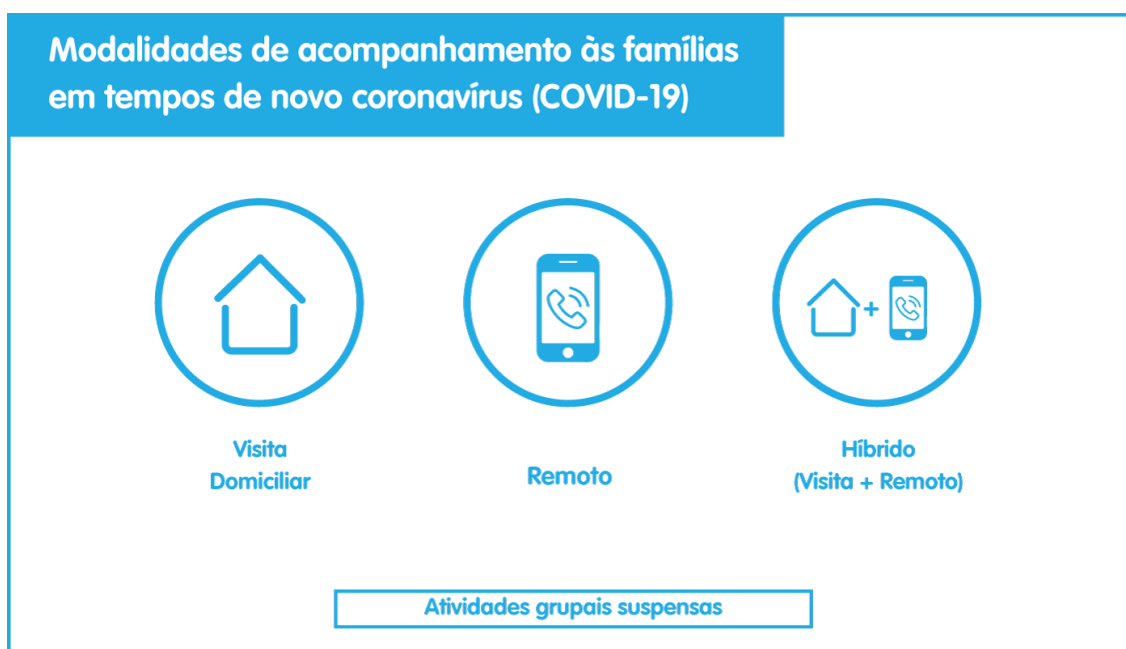 Modalidades de acompanhamento às famílias
em tempos de novo coronavírus (COVID-19)
Visita
Domiciliar
Remoto
Híbrido
(Visita + Remoto)
Atividades grupais suspensas